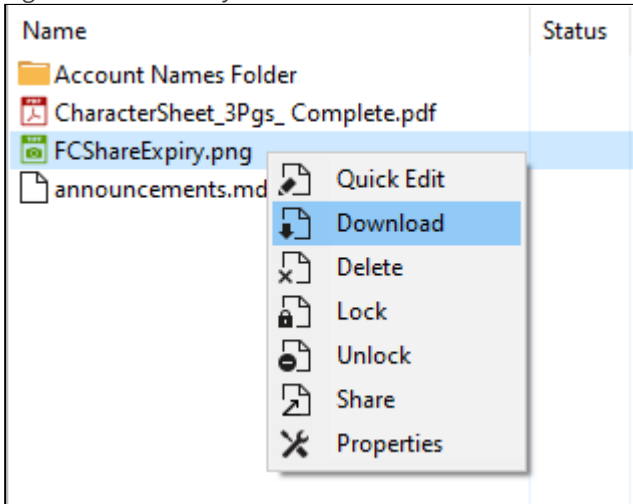 Name Status
Account Names Folder
CharacterSheet_3Pgs_ Complete.pdf
FCShareExpiry.png
announcements.md
Quick Edit
Download
Delete
Lock
Unlock
Share
Properties